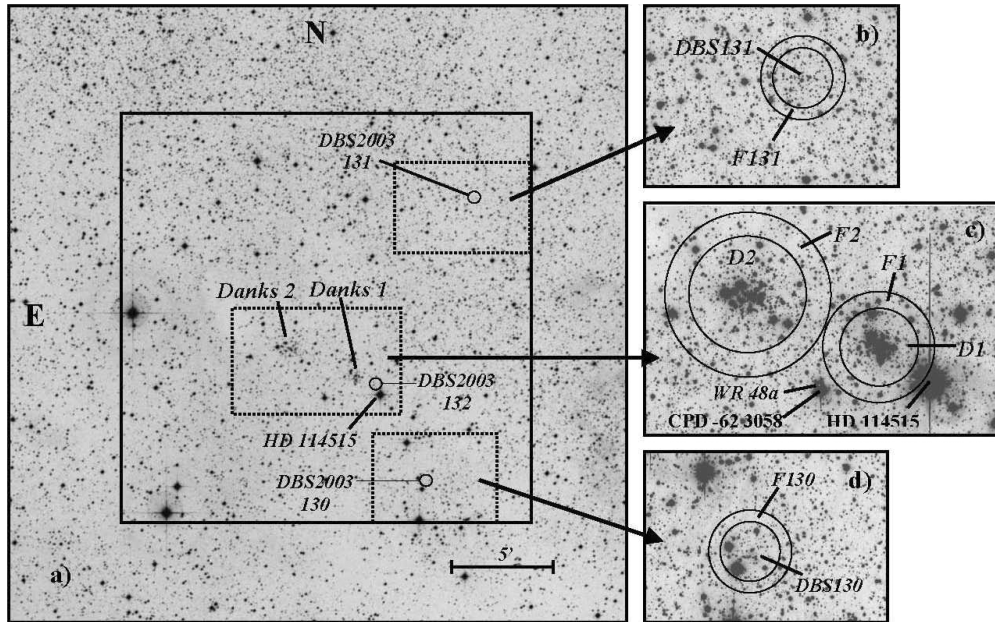 N
E
DBS2003
131
Danks 2
Danks 1
DBS2003
132
HD 114515
DBS2003
130
5'
a)
b)
DBS131
F131
c)
F2
D2
F1
D1
WR 48a
CPD -62 3058
HD 114515
d)
F130
DBS130